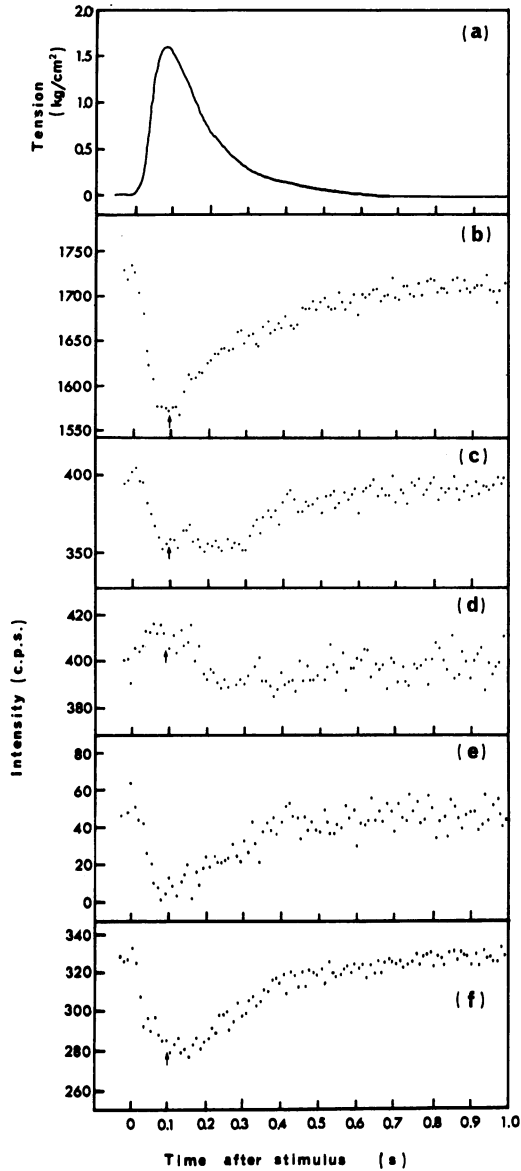 2.0
(a)
1.5
1.0
0.5
0
Tension
(kg/cm²)
(b)
1750
1700
1650
1600
1550
(c)
400
350
(d)
420
400
380
(e)
80
60
40
20
0
(f)
340
320
300
280
260
Intensity (c.p.s.)
0 0.1 0.2 0.3 0.4 0.5 0.6 0.7 0.8 0.9 1.0
Time after stimulus (s)